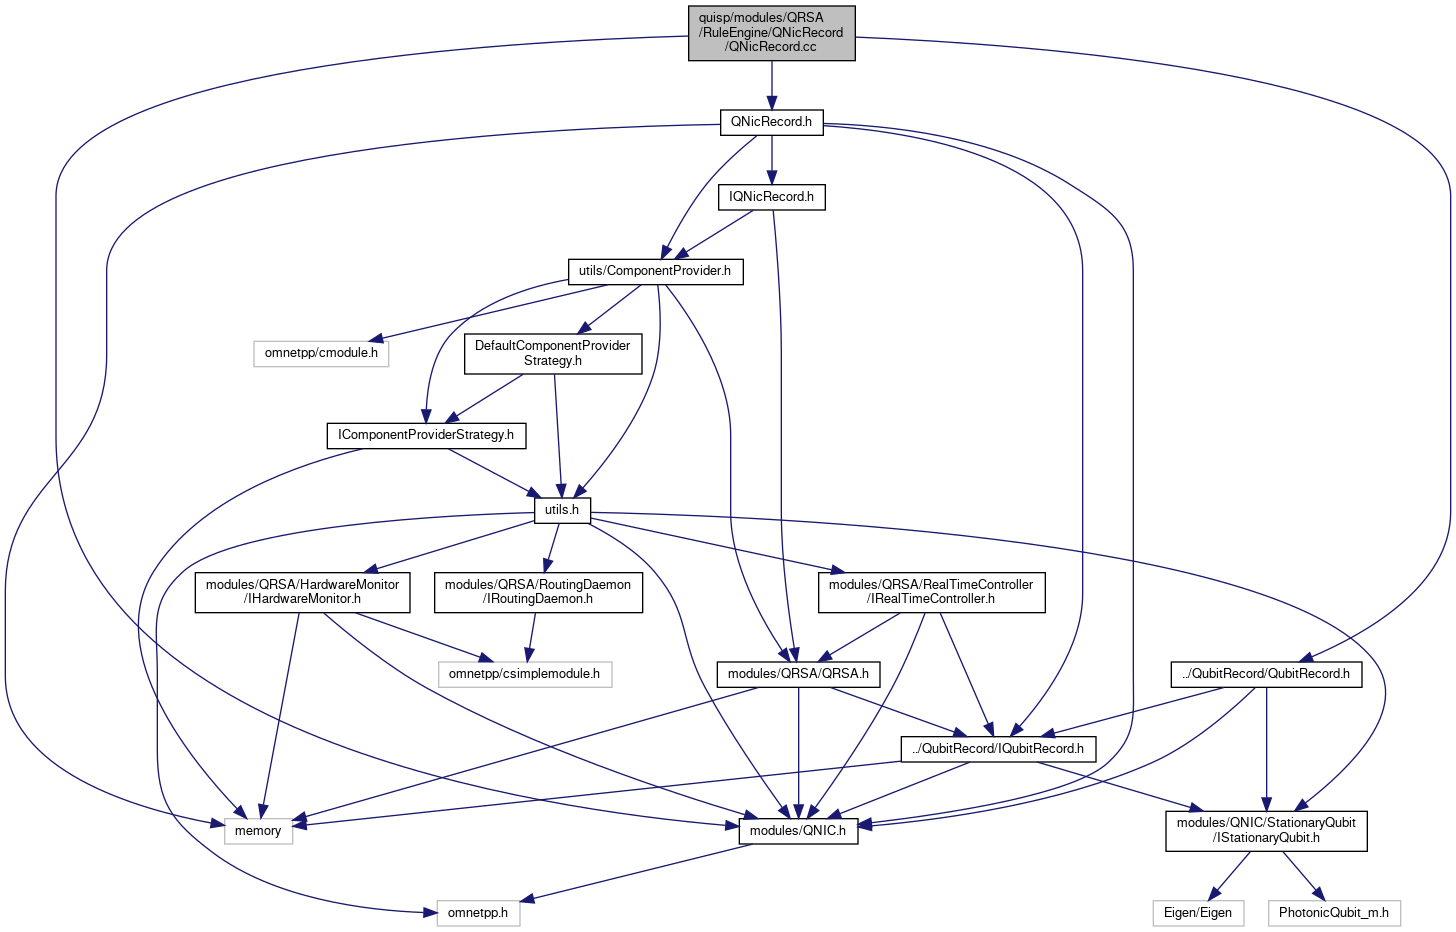 quisp/modules/QRSA
/RuleEngine/QNicRecord
/QNicRecord.cc
QNicRecord.h
IQNicRecord.h
utils/ComponentProvider.h
omnetpp/cmodule.h
DefaultComponentProvider
Strategy.h
IComponentProviderStrategy.h
utils.h
modules/QRSA/HardwareMonitor
/IHardwareMonitor.h
modules/QRSA/RoutingDaemon
/IRoutingDaemon.h
modules/QRSA/RealTimeController
/IRealTimeController.h
omnetpp/csimplemodule.h
modules/QRSA/QRSA.h
../QubitRecord/QubitRecord.h
../QubitRecord/IQubitRecord.h
memory
modules/QNIC.h
modules/QNIC/StationaryQubit
/IStationaryQubit.h
omnetpp.h
Eigen/Eigen
PhotonicQubit_m.h